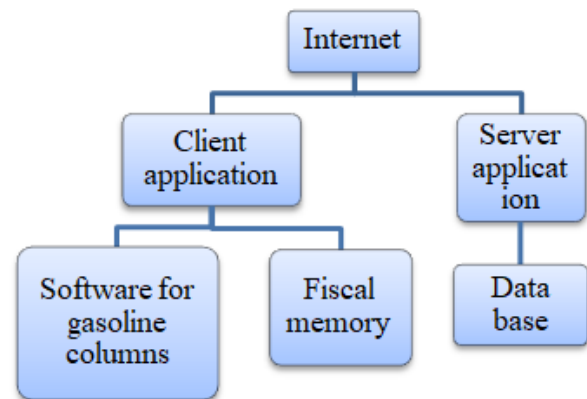 Internet
Client
application
Server
applicat
ion
Software for
gasoline
columns
Fiscal
memory
Data
base